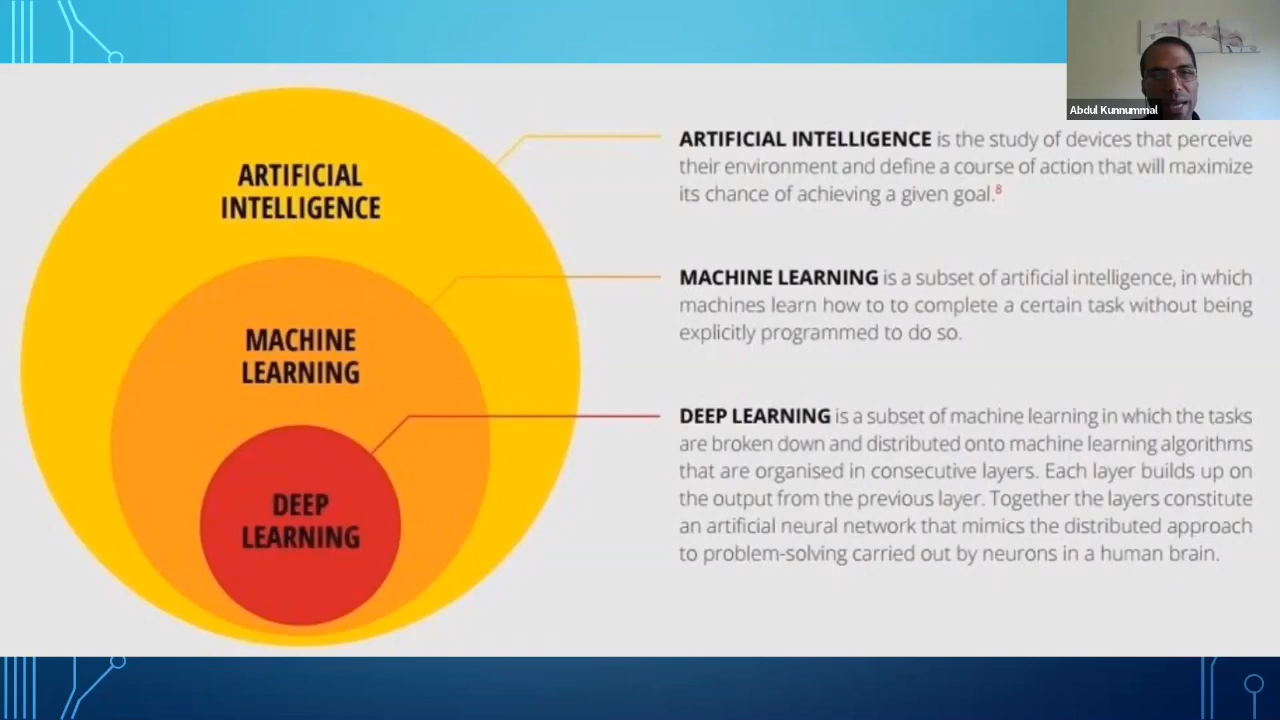 Abdul Kunnummal
ARTIFICIAL
INTELLIGENCE
MACHINE
LEARNING
DEEP
LEARNING
ARTIFICIAL INTELLIGENCE is the study of devices that perceive
their environment and define a course of action that will maximize
its chance of achieving a given goal.8
MACHINE LEARNING is a subset of artificial intelligence, in which
machines learn how to to complete a certain task without being
explicitly programmed to do so.
DEEP LEARNING is a subset of machine learning in which the tasks
are broken down and distributed onto machine learning algorithms
that are organised in consecutive layers. Each layer builds up on
the output from the previous layer. Together the layers constitute
an artificial neural network that mimics the distributed approach
to problem-solving carried out by neurons in a human brain.